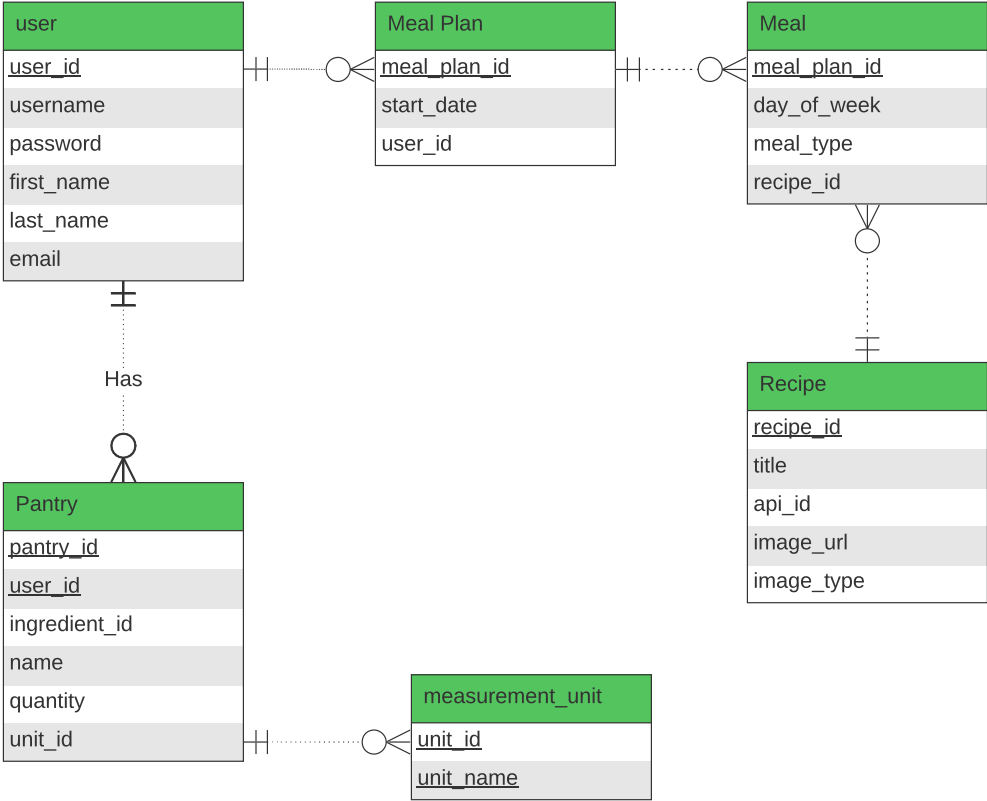 user
user_id
username
password
first_name
last_name
email
Meal Plan
meal_plan_id
start_date
user_id
Meal
meal_plan_id
day_of_week
meal_type
recipe_id
Has
Recipe
recipe_id
title
api_id
image_url
image_type
Pantry
pantry_id
user_id
ingredient_id
name
quantity
unit_id
measurement_unit
unit_id
unit_name